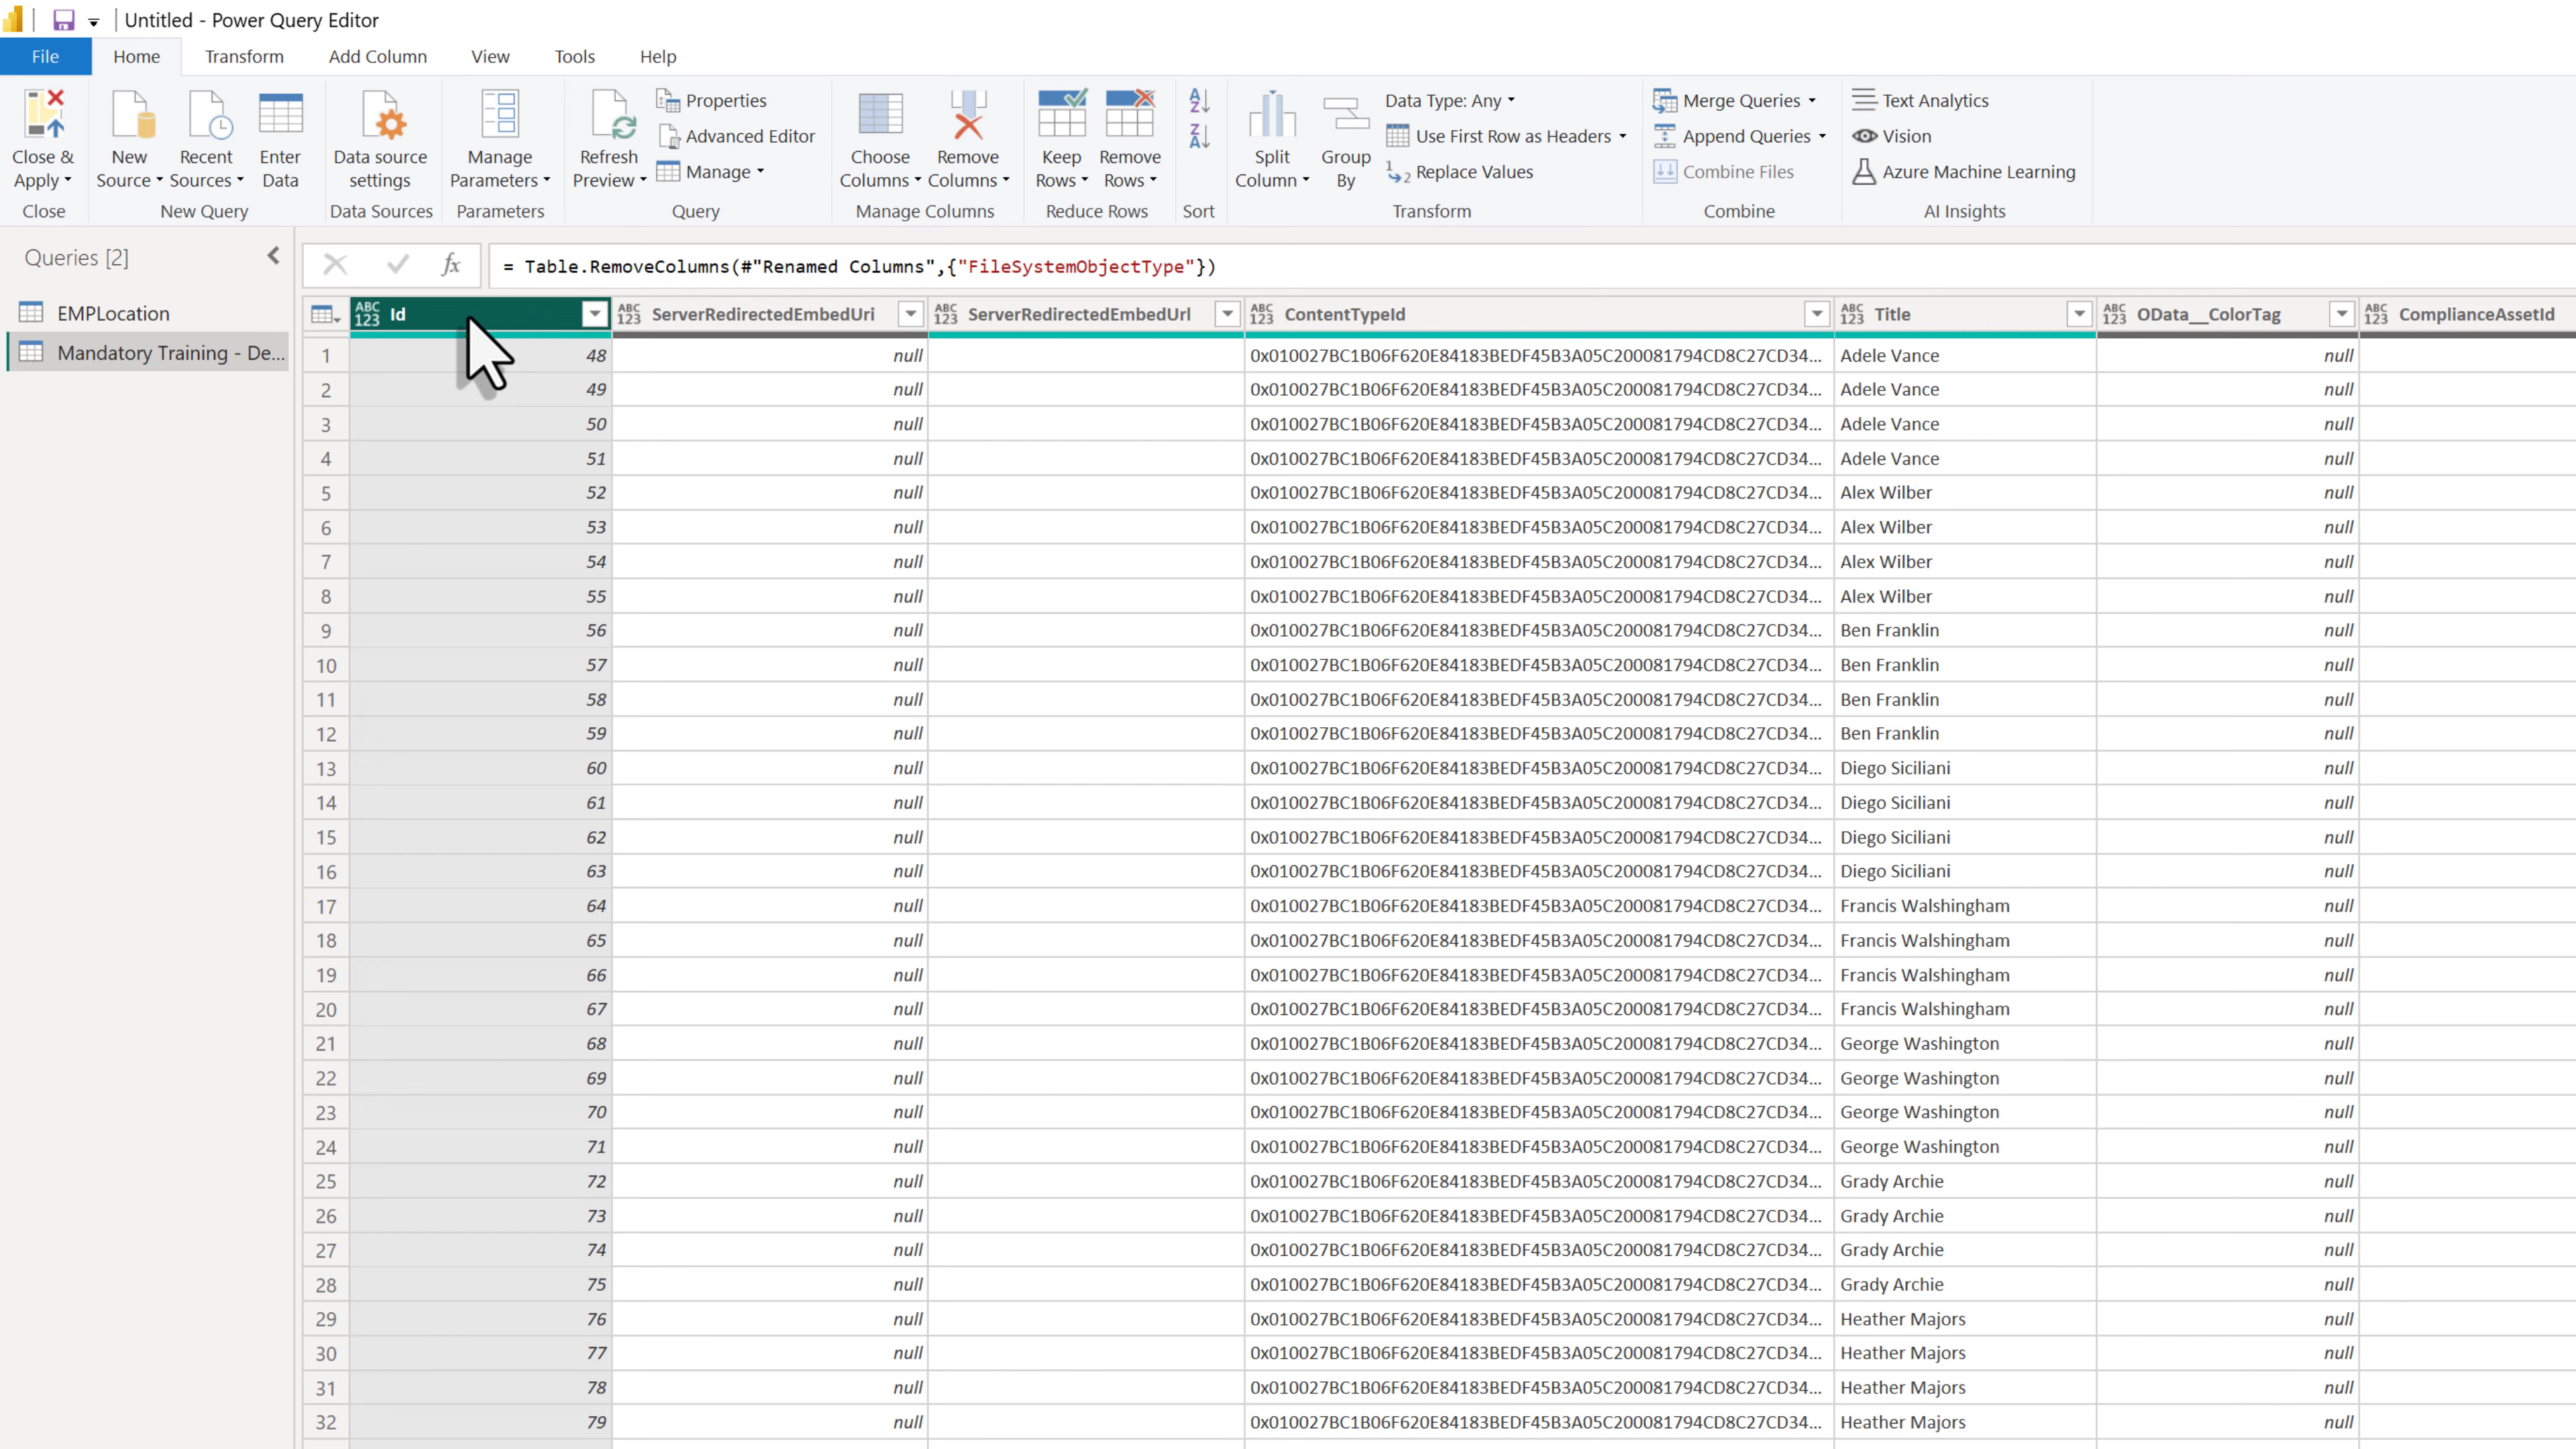 Untitled - Power Query Editor
File Home Transform Add Column View Tools Help
Close & Apply
Close
New Source
Recent Sources
Enter Data
New Query
Data source settings
Data Sources
Manage Parameters
Parameters
Refresh Preview
Properties
Advanced Editor
Manage
Query
Choose Columns
Remove Columns
Manage Columns
Keep Rows
Remove Rows
Reduce Rows
A Z
Z A
Sort
Split Column
Group By
Data Type: Any
Use First Row as Headers
1 2 Replace Values
Transform
Merge Queries
Append Queries
Combine Files
Combine
Text Analytics
Vision
Azure Machine Learning
AI Insights
Queries [2]
EMPLocation
Mandatory Training - De...
fx = Table.RemoveColumns(#"Renamed Columns",{"FileSystemObjectType"})
ABC 123 Id ABC 123 ServerRedirectedEmbedUri ABC 123 ServerRedirectedEmbedUrl ABC 123 ContentTypeId ABC 123 Title ABC 123 OData__ColorTag ABC 123 ComplianceAssetId
1 48 null 0x010027BC1B06F620E84183BEDF45B3A05C200081794CD8C27CD34... Adele Vance null
2 49 null 0x010027BC1B06F620E84183BEDF45B3A05C200081794CD8C27CD34... Adele Vance null
3 50 null 0x010027BC1B06F620E84183BEDF45B3A05C200081794CD8C27CD34... Adele Vance null
4 51 null 0x010027BC1B06F620E84183BEDF45B3A05C200081794CD8C27CD34... Adele Vance null
5 52 null 0x010027BC1B06F620E84183BEDF45B3A05C200081794CD8C27CD34... Alex Wilber null
6 53 null 0x010027BC1B06F620E84183BEDF45B3A05C200081794CD8C27CD34... Alex Wilber null
7 54 null 0x010027BC1B06F620E84183BEDF45B3A05C200081794CD8C27CD34... Alex Wilber null
8 55 null 0x010027BC1B06F620E84183BEDF45B3A05C200081794CD8C27CD34... Alex Wilber null
9 56 null 0x010027BC1B06F620E84183BEDF45B3A05C200081794CD8C27CD34... Ben Franklin null
10 57 null 0x010027BC1B06F620E84183BEDF45B3A05C200081794CD8C27CD34... Ben Franklin null
11 58 null 0x010027BC1B06F620E84183BEDF45B3A05C200081794CD8C27CD34... Ben Franklin null
12 59 null 0x010027BC1B06F620E84183BEDF45B3A05C200081794CD8C27CD34... Ben Franklin null
13 60 null 0x010027BC1B06F620E84183BEDF45B3A05C200081794CD8C27CD34... Diego Siciliani null
14 61 null 0x010027BC1B06F620E84183BEDF45B3A05C200081794CD8C27CD34... Diego Siciliani null
15 62 null 0x010027BC1B06F620E84183BEDF45B3A05C200081794CD8C27CD34... Diego Siciliani null
16 63 null 0x010027BC1B06F620E84183BEDF45B3A05C200081794CD8C27CD34... Diego Siciliani null
17 64 null 0x010027BC1B06F620E84183BEDF45B3A05C200081794CD8C27CD34... Francis Walshingham null
18 65 null 0x010027BC1B06F620E84183BEDF45B3A05C200081794CD8C27CD34... Francis Walshingham null
19 66 null 0x010027BC1B06F620E84183BEDF45B3A05C200081794CD8C27CD34... Francis Walshingham null
20 67 null 0x010027BC1B06F620E84183BEDF45B3A05C200081794CD8C27CD34... Francis Walshingham null
21 68 null 0x010027BC1B06F620E84183BEDF45B3A05C200081794CD8C27CD34... George Washington null
22 69 null 0x010027BC1B06F620E84183BEDF45B3A05C200081794CD8C27CD34... George Washington null
23 70 null 0x010027BC1B06F620E84183BEDF45B3A05C200081794CD8C27CD34... George Washington null
24 71 null 0x010027BC1B06F620E84183BEDF45B3A05C200081794CD8C27CD34... George Washington null
25 72 null 0x010027BC1B06F620E84183BEDF45B3A05C200081794CD8C27CD34... Grady Archie null
26 73 null 0x010027BC1B06F620E84183BEDF45B3A05C200081794CD8C27CD34... Grady Archie null
27 74 null 0x010027BC1B06F620E84183BEDF45B3A05C200081794CD8C27CD34... Grady Archie null
28 75 null 0x010027BC1B06F620E84183BEDF45B3A05C200081794CD8C27CD34... Grady Archie null
29 76 null 0x010027BC1B06F620E84183BEDF45B3A05C200081794CD8C27CD34... Heather Majors null
30 77 null 0x010027BC1B06F620E84183BEDF45B3A05C200081794CD8C27CD34... Heather Majors null
31 78 null 0x010027BC1B06F620E84183BEDF45B3A05C200081794CD8C27CD34... Heather Majors null
32 79 null 0x010027BC1B06F620E84183BEDF45B3A05C200081794CD8C27CD34... Heather Majors null